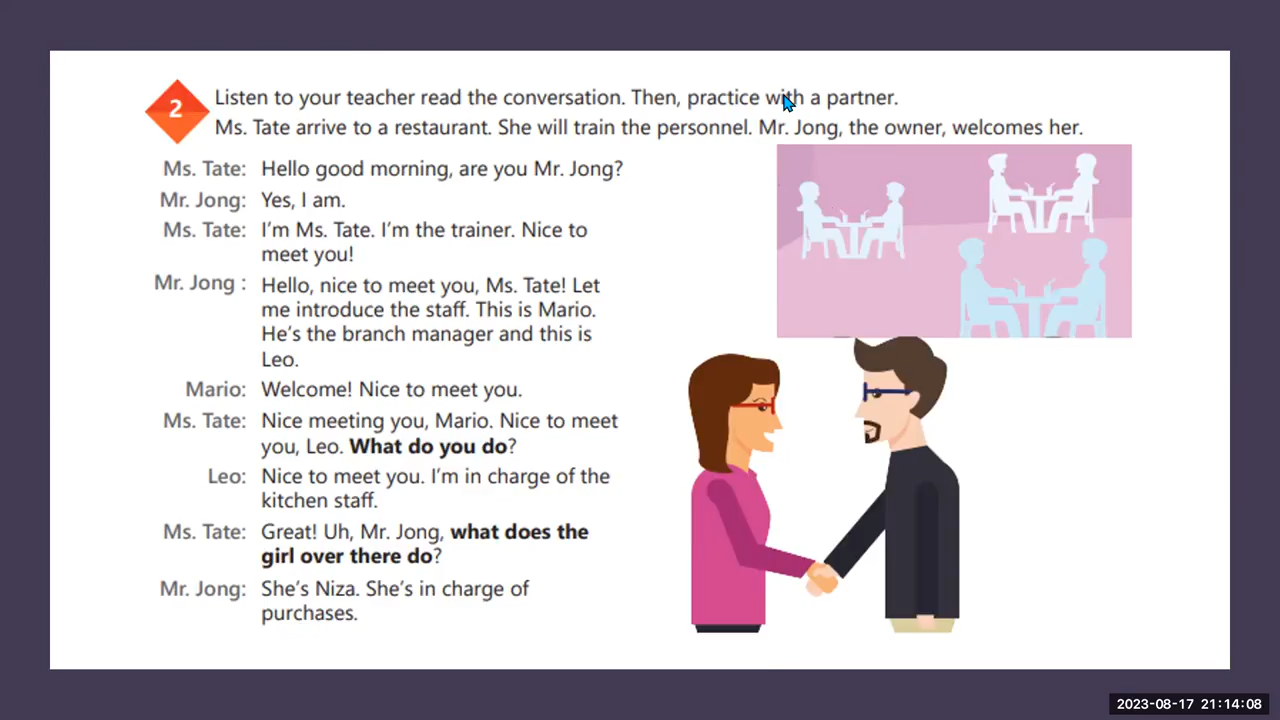 2
Listen to your teacher read the conversation. Then, practice with a partner.
Ms. Tate arrive to a restaurant. She will train the personnel. Mr. Jong, the owner, welcomes her.
Ms. Tate: Hello good morning, are you Mr. Jong?
Mr. Jong: Yes, I am.
Ms. Tate: I'm Ms. Tate. I'm the trainer. Nice to
meet you!
Mr. Jong : Hello, nice to meet you, Ms. Tate! Let
me introduce the staff. This is Mario.
He's the branch manager and this is
Leo.
Mario: Welcome! Nice to meet you.
Ms. Tate: Nice meeting you, Mario. Nice to meet
you, Leo. What do you do?
Leo: Nice to meet you. I'm in charge of the
kitchen staff.
Ms. Tate: Great! Uh, Mr. Jong, what does the
girl over there do?
Mr. Jong: She's Niza. She's in charge of
purchases.
2023-08-17 21:14:08